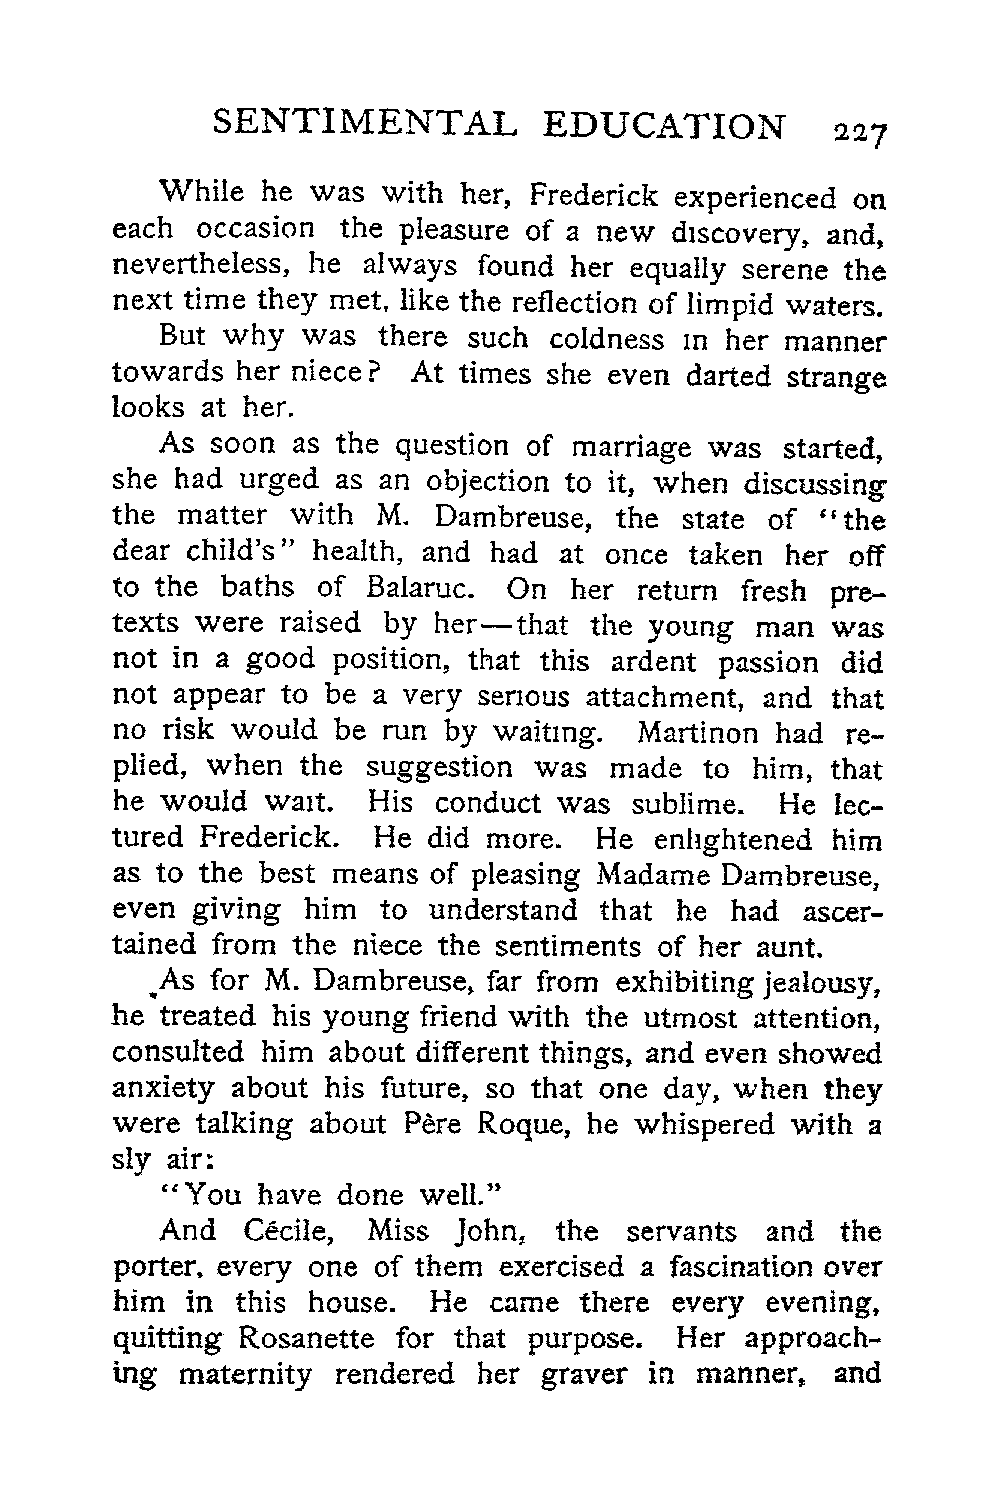 SENTIMENTAL EDUCATION 227
While he was with her, Frederick experienced on
each occasion the pleasure of a new discovery, and,
nevertheless, he always found her equally serene the
next time they met, like the reflection of limpid waters.
But why was there such coldness in her manner
towards her niece? At times she even darted strange
looks at her.
As soon as the question of marriage was started,
she had urged as an objection to it, when discussing
the matter with M. Dambreuse, the state of "the
dear child's" health, and had at once taken her off
to the baths of Balaruc. On her return fresh pre-
texts were raised by her—that the young man was
not in a good position, that this ardent passion did
not appear to be a very serious attachment, and that
no risk would be run by waiting. Martinon had re-
plied, when the suggestion was made to him, that
he would wait. His conduct was sublime. He lec-
tured Frederick. He did more. He enlightened him
as to the best means of pleasing Madame Dambreuse,
even giving him to understand that he had ascer-
tained from the niece the sentiments of her aunt.
As for M. Dambreuse, far from exhibiting jealousy,
he treated his young friend with the utmost attention,
consulted him about different things, and even showed
anxiety about his future, so that one day, when they
were talking about Père Roque, he whispered with a
sly air:
"You have done well."
And Cécile, Miss John, the servants and the
porter, every one of them exercised a fascination over
him in this house. He came there every evening,
quitting Rosanette for that purpose. Her approach-
ing maternity rendered her graver in manner, and